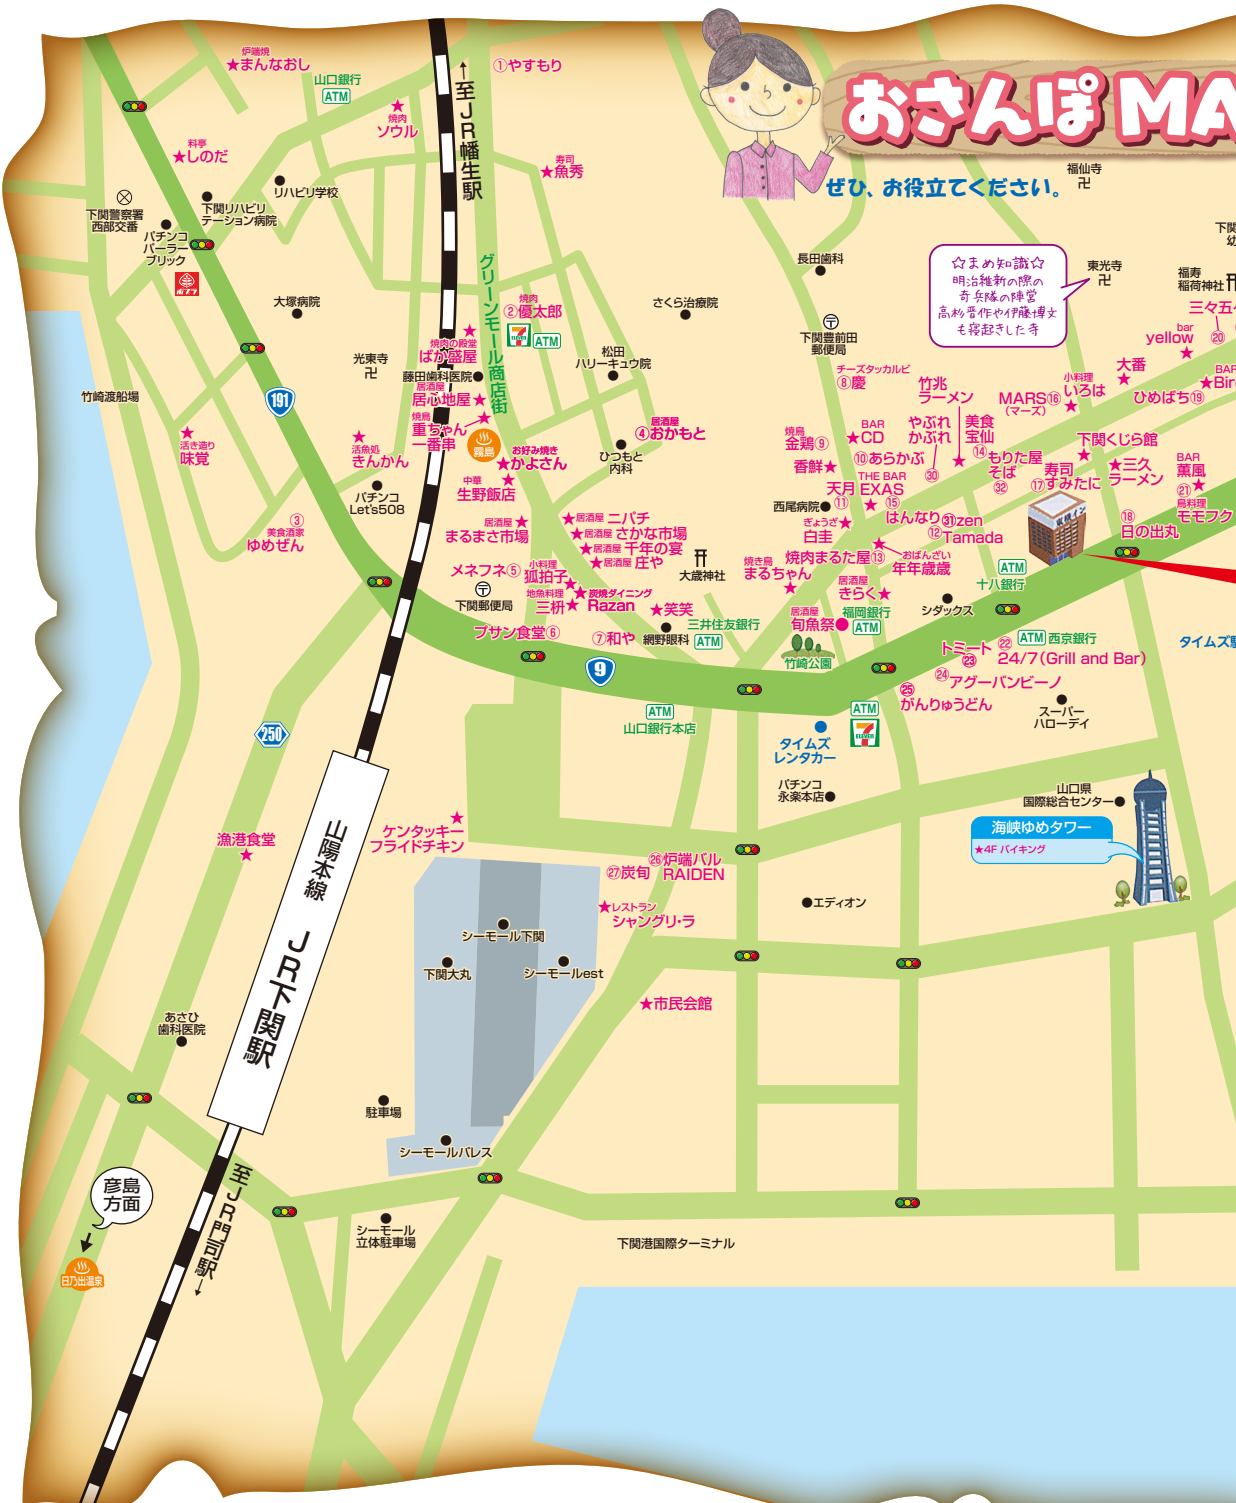 おさんぽ MA
ぜひ、お役立てください。
炉端焼
★まんなおし
山口銀行
ATM
①やすもり
↑至JR幡生駅
焼肉
ソウル
料亭
★しのだ
寿司
★魚秀
福仙寺
リハビリ学校
下関警察署
西部交番
下関リハビリ
テーション病院
パチンコ
パーラー
ブリック
ポプラ
グリーンモール商店街
長田歯科
☆まめ知識☆
明治維新の際の
奇兵隊の陣営
高杉晋作や伊藤博文
も寝起きした寺
東光寺
下関
幼
福寿
稲荷神社
三々五々
⑳
大塚病院
焼肉
②優太郎
7 ELEVEN
ATM
さくら治療院
下関豊前田
郵便局
bar
yellow
焼肉の殿堂
ばか盛屋
光東寺
藤田歯科医院
松田
ハリーキュウ院
チーズタッカルビ
⑧慶
竹兆
ラーメン
MARS⑯
(マーズ)
小料理
いろは
大番
BAR
★Bir
ひめばち⑲
竹崎渡船場
191
居酒屋
居心地屋★
焼鳥
重ちゃん
一番串
霧島
居酒屋
④おかもと
焼鳥
金鶏⑨
BAR
★CD
やぶれ
かぶれ
㉚
美食
宝仙
⑭
下関くじら館
活き造り
味覚
活魚処
きんかん
お好み焼き
★かよさん
ひつもと
内科
香鮮★
⑩あらかぶ
もりた屋
そば
㉜
寿司
⑰すみたに
★三久
ラーメン
BAR
薫風
㉑
中華
生野飯店
パチンコ
Let's508
西尾病院
天月
⑪
THE BAR
EXAS
⑮
東横イン
鳥料理
モモフク
③
美食酒家
ゆめぜん
居酒屋
まるまさ市場
★居酒屋 ニパチ
★居酒屋 さかな市場
★居酒屋 千年の宴
★居酒屋 庄や
ぎょうざ★
白圭
はんなり㉛zen
⑫Tamada
⑱
日の出丸
大歳神社
焼き鳥
まるちゃん
焼肉まるた屋⑬
おばんざい
年年歳歳
ATM
十八銀行
メネフネ⑤
下関郵便局
小料理
狐拍子
地魚料理
三枡★
炭焼ダイニング
Razan
★笑笑
居酒屋
きらく★
シダックス
プサン食堂⑥
⑦和や
網野眼科
三井住友銀行
ATM
居酒屋
旬魚祭
福岡銀行
ATM
竹崎公園
9
トミート
㉓
㉒
ATM 西京銀行
24/7(Grill and Bar)
タイムズ
㉔アグーバンビーノ
㉕
がんりゅうどん
スーパー
ハローデイ
ATM
山口銀行本店
タイムズ
レンタカー
ATM
7 ELEVEN
250
パチンコ
永楽本店
山口県
国際総合センター
海峡ゆめタワー
★4F バイキング
漁港食堂
ケンタッキー
フライドチキン
山陽本線 JR下関駅
㉖炉端バル
RAIDEN
㉗炭旬
エディオン
★レストラン
シャングリ・ラ
シーモール下関
下関大丸
シーモールest
★市民会館
あさひ
歯科医院
駐車場
シーモールパレス
彦島
方面
至JR門司駅↓
シーモール
立体駐車場
下関港国際ターミナル
日乃出温泉